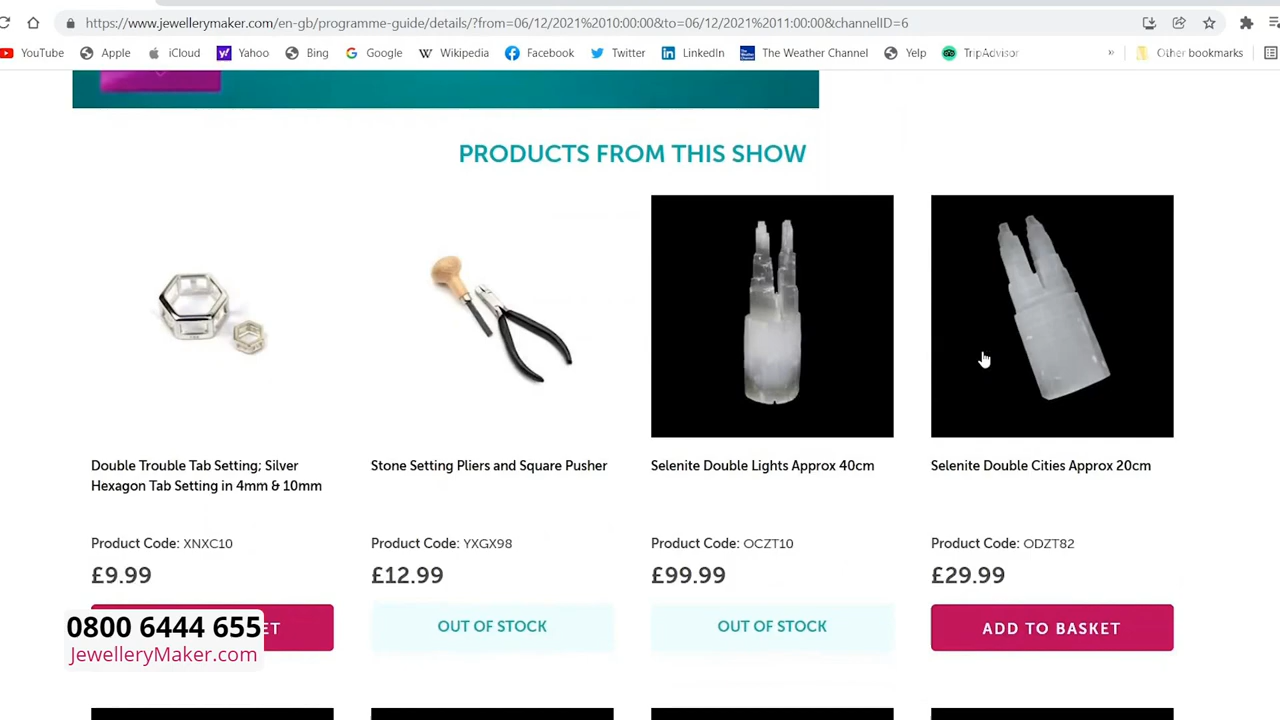 https://www.jewellerymaker.com/en-gb/programme-guide/details/?from=06/12/2021%2010:00:00&to=06/12/2021%2011:00:00&channelID=6
YouTube Apple iCloud Yahoo Bing Google Wikipedia Facebook Twitter LinkedIn The Weather Channel Yelp TripAdvisor » Other bookmarks
PRODUCTS FROM THIS SHOW
Double Trouble Tab Setting; Silver
Hexagon Tab Setting in 4mm & 10mm
Product Code: XNXC10
£9.99
Stone Setting Pliers and Square Pusher
Product Code: YXGX98
£12.99
OUT OF STOCK
Selenite Double Lights Approx 40cm
Product Code: OCZT10
£99.99
OUT OF STOCK
Selenite Double Cities Approx 20cm
Product Code: ODZT82
£29.99
ADD TO BASKET
0800 6444 655
JewelleryMaker.com